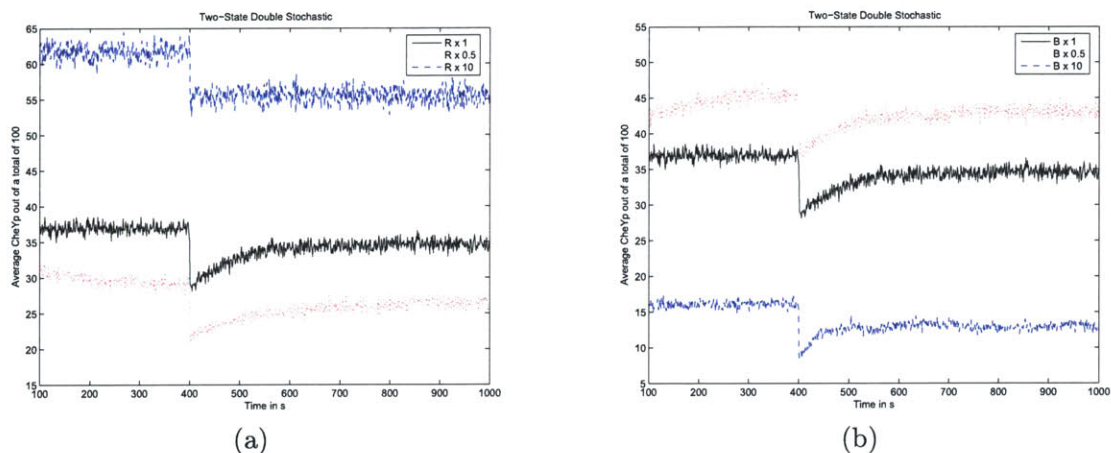 Two-State Double Stochastic
65
60
55
50
45
40
35
30
25
20
15
Average CheYp out of a total of 100
R x 1
R x 0.5
R x 10
100 200 300 400 500 600 700 800 900 1000
Time in s
(a)
Two-State Double Stochastic
55
50
45
40
35
30
25
20
15
10
5
Average CheYp out of a total of 100
B x 1
B x 0.5
B x 10
100 200 300 400 500 600 700 800 900 1000
Time in s
(b)